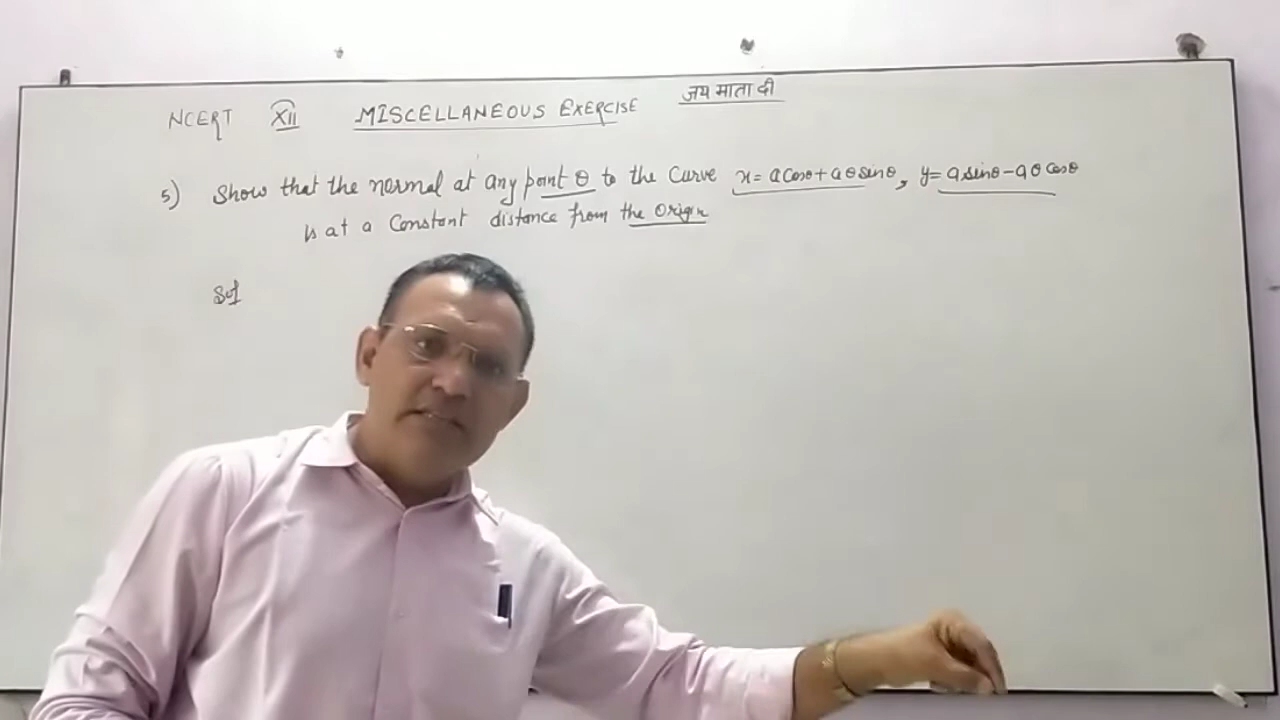 NCERT XII MISCELLANEOUS EXERCISE जय माता दी
5) Show that the normal at any point θ to the curve x= a cosθ + aθ sinθ, y= a sinθ - aθ cosθ
is at a constant distance from the origin
Sol